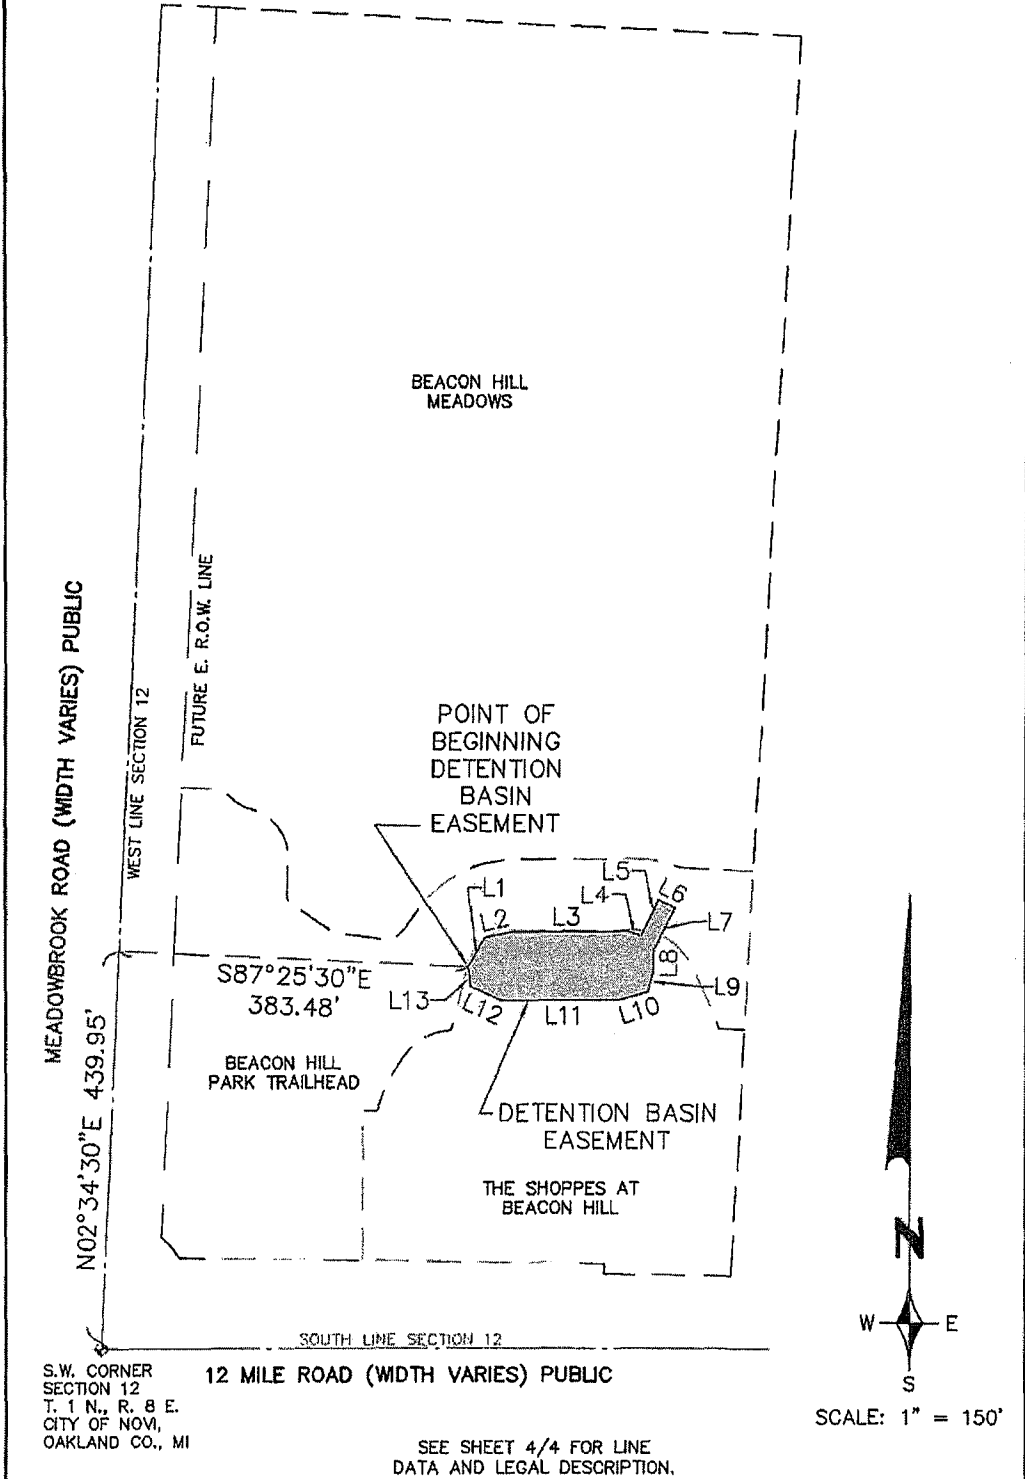 BEACON HILL
MEADOWS
MEADOWBROOK ROAD (WIDTH VARIES) PUBLIC
WEST LINE SECTION 12
FUTURE E. R.O.W. LINE
POINT OF
BEGINNING
DETENTION
BASIN
EASEMENT
L1
L2
L3
L4
L5
L6
L7
L8
L9
L10
L11
L12
L13
S87°25'30"E
383.48'
N02°34'30"E 439.95'
BEACON HILL
PARK TRAILHEAD
DETENTION BASIN
EASEMENT
THE SHOPPES AT
BEACON HILL
N
W
E
S
SOUTH LINE SECTION 12
12 MILE ROAD (WIDTH VARIES) PUBLIC
S.W. CORNER
SECTION 12
T. 1 N., R. 8 E.
CITY OF NOVI,
OAKLAND CO., MI
SCALE: 1" = 150'
SEE SHEET 4/4 FOR LINE
DATA AND LEGAL DESCRIPTION.